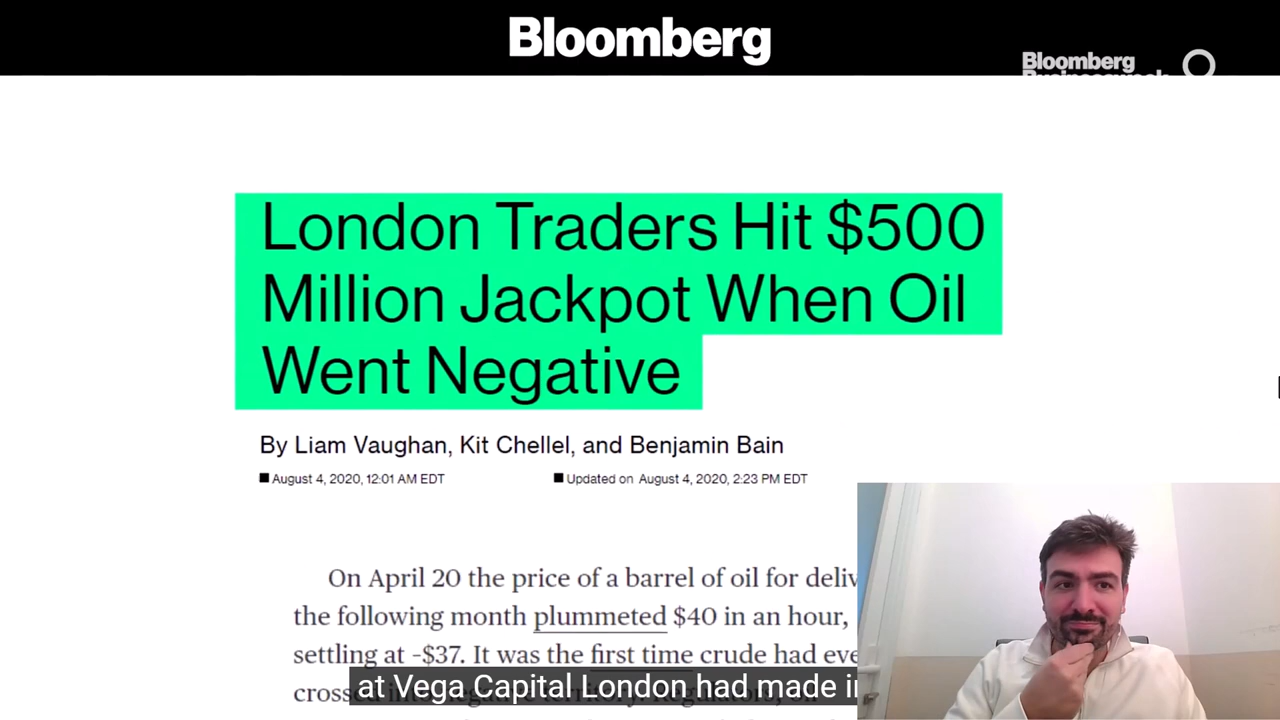 Bloomberg
Bloomberg
Businessweek
London Traders Hit $500
Million Jackpot When Oil
Went Negative
By Liam Vaughan, Kit Chellel, and Benjamin Bain
August 4, 2020, 12:01 AM EDT
Updated on August 4, 2020, 2:23 PM EDT
On April 20 the price of a barrel of oil for
the following month plummeted $40 in an hour,
settling at -$37. It was the first time crude had
at Vega Capital London had made